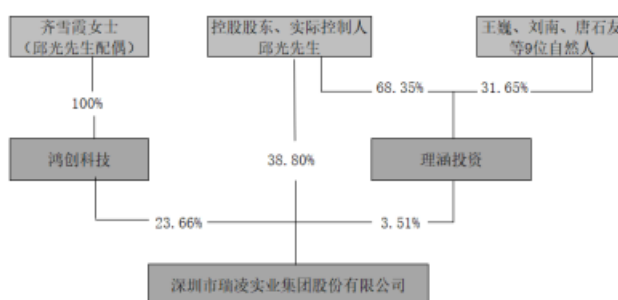 齐雪霞女士
（邱光先生配偶）
控股股东、实际控制人
邱光先生
王巍、刘南、唐石友
等9位自然人
100%
68.35%
31.65%
鸿创科技
38.80%
理涵投资
23.66%
3.51%
深圳市瑞凌实业集团股份有限公司